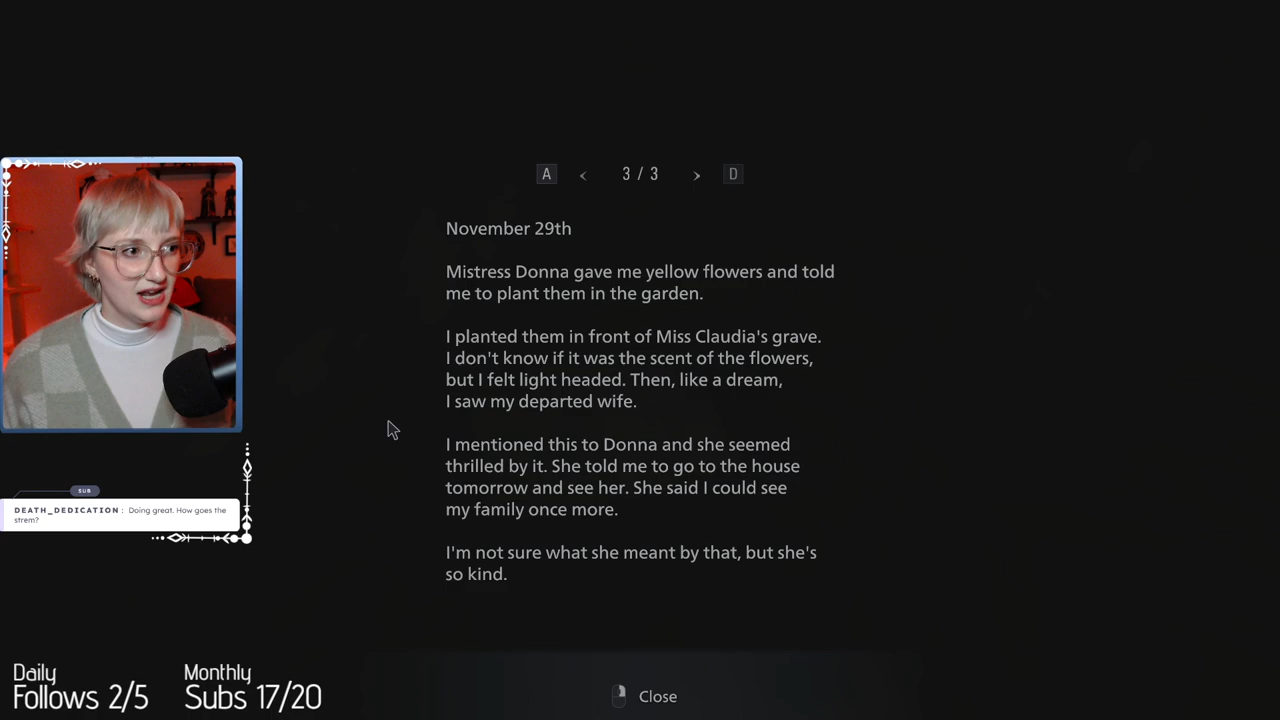 A < 3 / 3 > D
November 29th
Mistress Donna gave me yellow flowers and told
me to plant them in the garden.
I planted them in front of Miss Claudia's grave.
I don't know if it was the scent of the flowers,
but I felt light headed. Then, like a dream,
I saw my departed wife.
I mentioned this to Donna and she seemed
thrilled by it. She told me to go to the house
tomorrow and see her. She said I could see
my family once more.
I'm not sure what she meant by that, but she's
so kind.
SUB
DEATH_DEDICATION : Doing great. How goes the
strem?
Daily
Follows 2/5
Monthly
Subs 17/20
Close